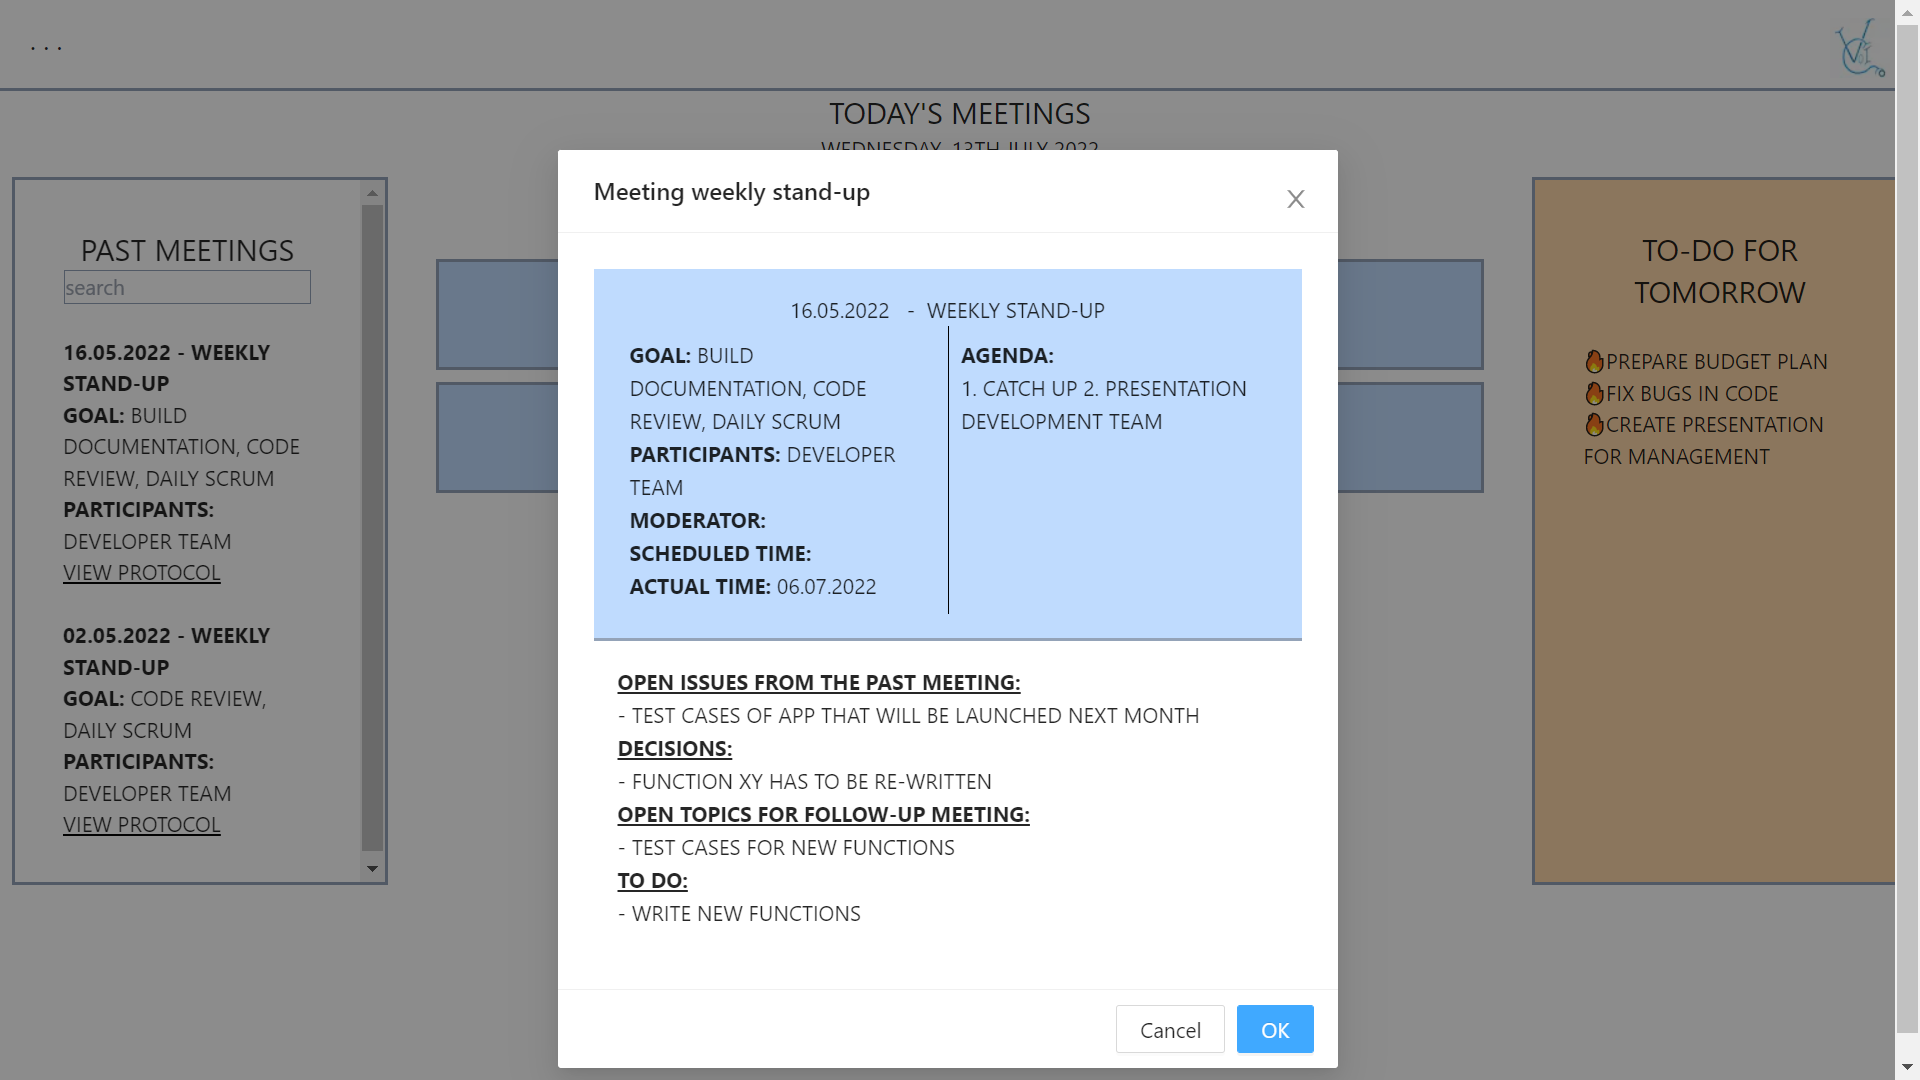 ...
TODAY'S MEETINGS
WEDNESDAY, 13TH JULY 2022
PAST MEETINGS
search
16.05.2022 - WEEKLY
STAND-UP
GOAL: BUILD
DOCUMENTATION, CODE
REVIEW, DAILY SCRUM
PARTICIPANTS:
DEVELOPER TEAM
VIEW PROTOCOL
02.05.2022 - WEEKLY
STAND-UP
GOAL: CODE REVIEW,
DAILY SCRUM
PARTICIPANTS:
DEVELOPER TEAM
VIEW PROTOCOL
Meeting weekly stand-up
16.05.2022 - WEEKLY STAND-UP
GOAL: BUILD
DOCUMENTATION, CODE
REVIEW, DAILY SCRUM
PARTICIPANTS: DEVELOPER
TEAM
MODERATOR:
SCHEDULED TIME:
ACTUAL TIME: 06.07.2022
AGENDA:
1. CATCH UP 2. PRESENTATION
DEVELOPMENT TEAM
OPEN ISSUES FROM THE PAST MEETING:
- TEST CASES OF APP THAT WILL BE LAUNCHED NEXT MONTH
DECISIONS:
- FUNCTION XY HAS TO BE RE-WRITTEN
OPEN TOPICS FOR FOLLOW-UP MEETING:
- TEST CASES FOR NEW FUNCTIONS
TO DO:
- WRITE NEW FUNCTIONS
Cancel
OK
TO-DO FOR
TOMORROW
🔥PREPARE BUDGET PLAN
🔥FIX BUGS IN CODE
🔥CREATE PRESENTATION
FOR MANAGEMENT